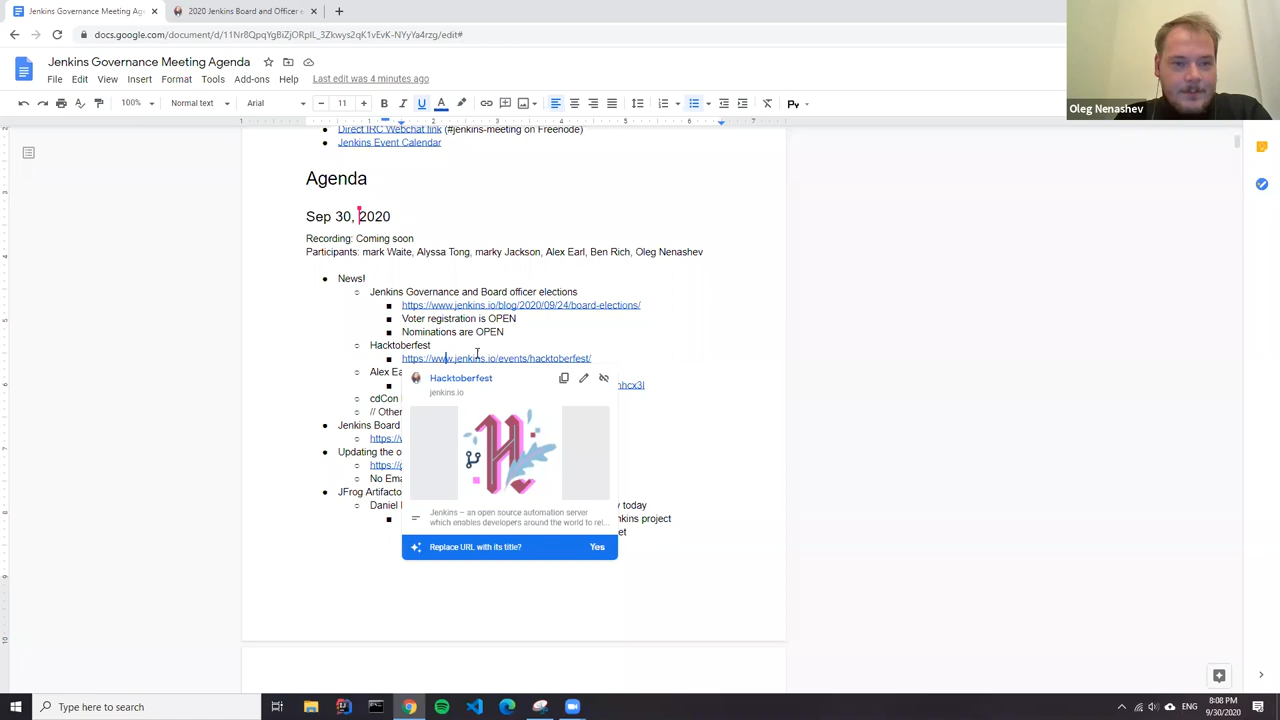 Jenkins Governance Meeting Ag
2020 Jenkins Board and Officer e
docs.google.com/document/d/11Nr8QpqYgBiZjORpIL_3Zkwys2qK1vEvK-NYyYa4rzg/edit#
Jenkins Governance Meeting Agenda
File Edit View Insert Format Tools Add-ons Help Last edit was 4 minutes ago
100% Normal text Arial 11
Oleg Nenashev
Direct IRC Webchat link (#jenkins-meeting on Freenode)
Jenkins Event Calendar
Agenda
Sep 30, 2020
Recording: Coming soon
Participants: mark Waite, Alyssa Tong, marky Jackson, Alex Earl, Ben Rich, Oleg Nenashev
News!
Jenkins Governance and Board officer elections
https://www.jenkins.io/blog/2020/09/24/board-elections/
Voter registration is OPEN
Nominations are OPEN
Hacktoberfest
https://www.jenkins.io/events/hacktoberfest/
Alex Ea
nhcx3l
cdCon
// Other
Jenkins Board
https://w
Updating the o
https://g
No Ema
JFrog Artifacto
Daniel
y today
nkins project
et
Hacktoberfest
jenkins.io
Jenkins – an open source automation server
which enables developers around the world to rel...
Replace URL with its title? Yes
Type here to search
ENG
8:08 PM
9/30/2020